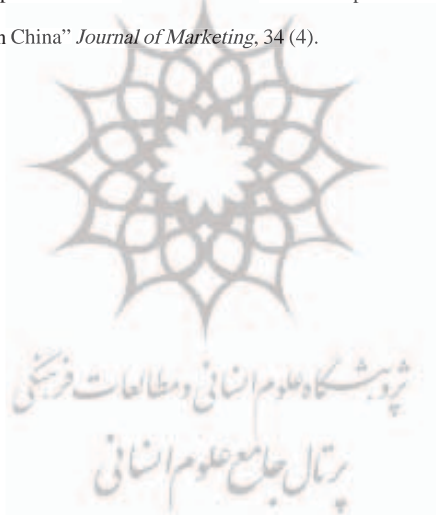 n China” Journal of Marketing, 34 (4).
پژوهشگاه علوم انسانی و مطالعات فرهنگی
پرتال جامع علوم انسانی